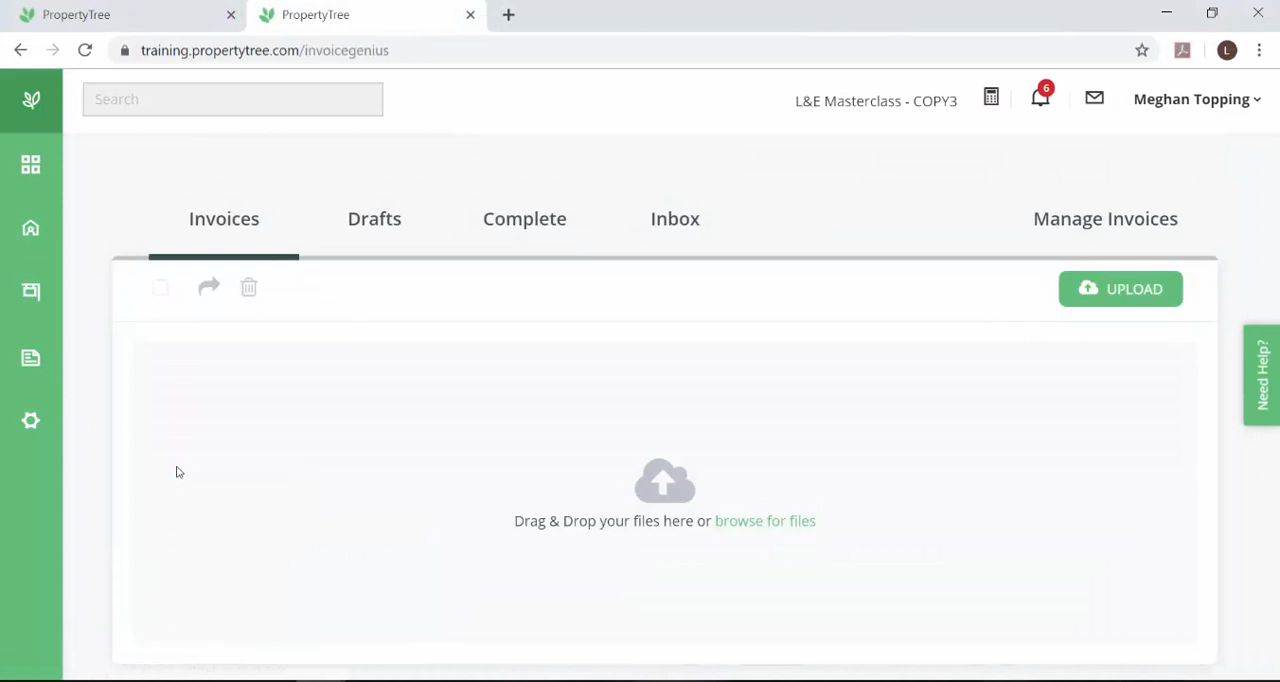 PropertyTree
PropertyTree
training.propertytree.com/invoicegenius
L
Search
L&E Masterclass - COPY3
6
Meghan Topping
Invoices
Drafts
Complete
Inbox
Manage Invoices
UPLOAD
Need Help?
Drag & Drop your files here or browse for files